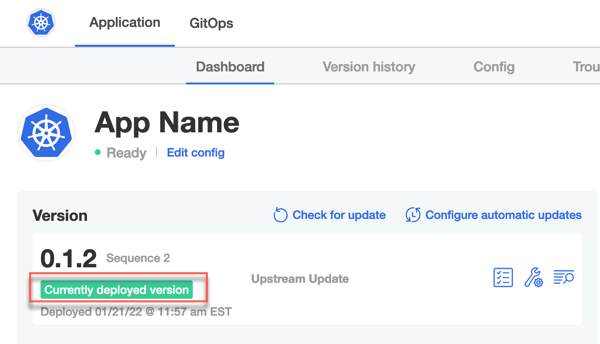 Application GitOps
Dashboard Version history Config Trou
App Name
Ready Edit config
Version Check for update Configure automatic updates
0.1.2 Sequence 2
Upstream Update
Currently deployed version
Deployed 01/21/22 @ 11:57 am EST